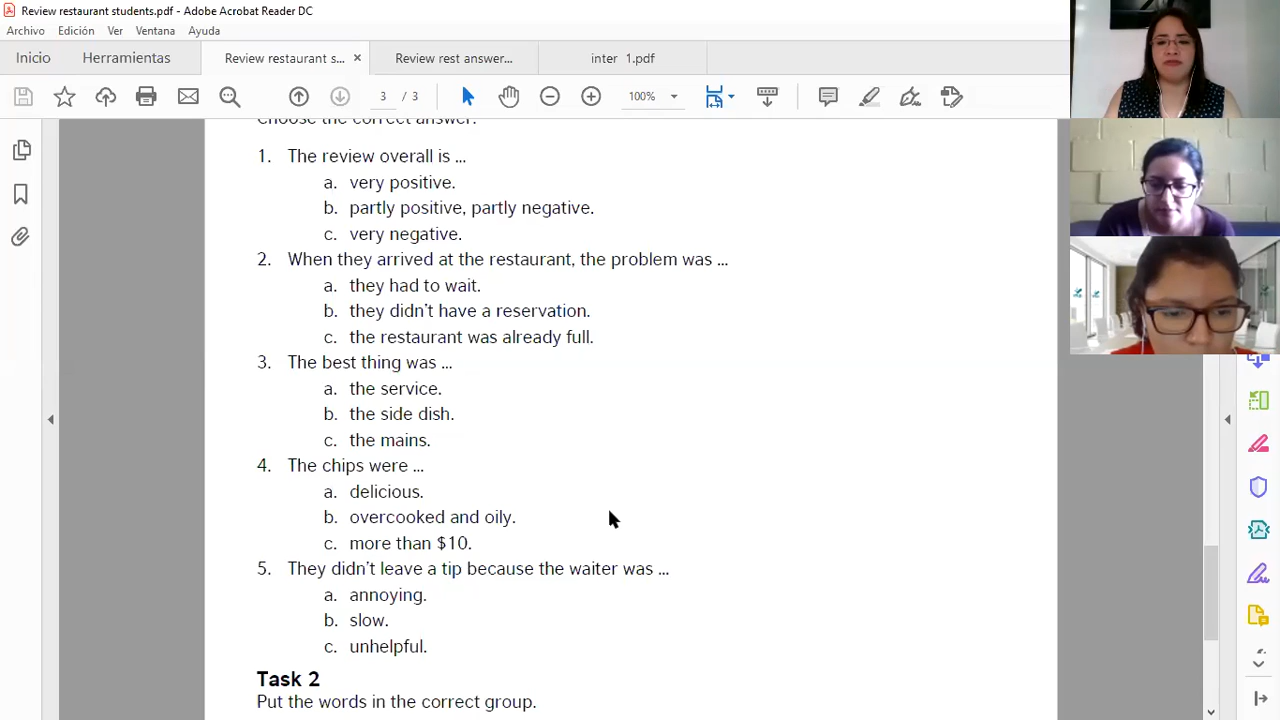 Review restaurant students.pdf - Adobe Acrobat Reader DC
Archivo Edición Ver Ventana Ayuda
Inicio Herramientas Review restaurant s... × Review rest answer... inter 1.pdf
3 / 3 100%
Choose the correct answer.
1. The review overall is ...
a. very positive.
b. partly positive, partly negative.
c. very negative.
2. When they arrived at the restaurant, the problem was ...
a. they had to wait.
b. they didn't have a reservation.
c. the restaurant was already full.
3. The best thing was ...
a. the service.
b. the side dish.
c. the mains.
4. The chips were ...
a. delicious.
b. overcooked and oily.
c. more than $10.
5. They didn't leave a tip because the waiter was ...
a. annoying.
b. slow.
c. unhelpful.
Task 2
Put the words in the correct group.